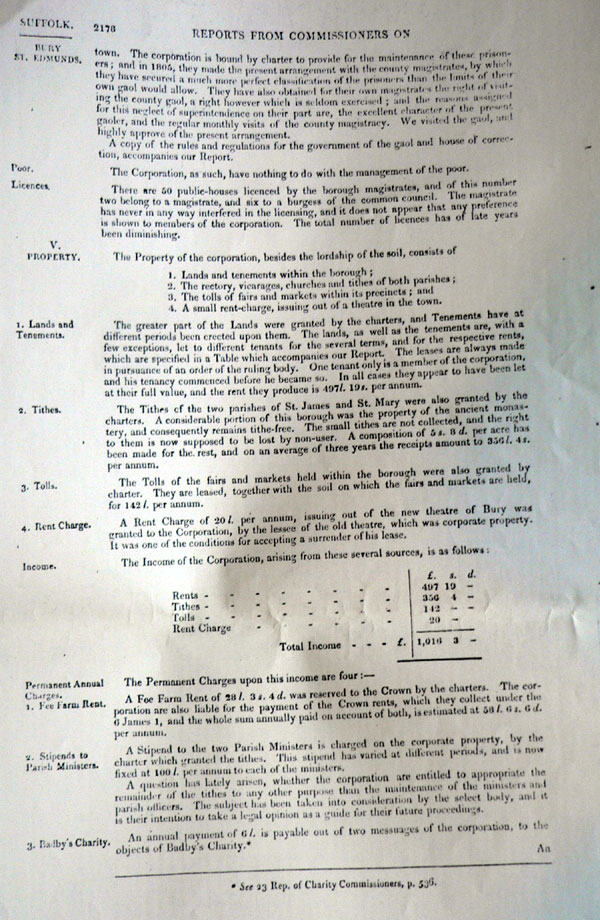 SUFFOLK.
2176
REPORTS FROM COMMISSIONERS ON
BURY
ST. EDMUNDS.
town. The corporation is bound by charter to provide for the maintenance of these prison-
ers; and in 1805, they made the present arrangement with the county magistrates, by which
they have secured a much more perfect classification of the prisoners than the limits of their
own gaol would allow. They have also obtained for their own magistrates the right of visit-
ing the county gaol, a right however which is seldom exercised; and the reasons assigned
for this neglect of superintendence on their part are, the excellent character of the present
gaoler, and the regular monthly visits of the county magistracy. We visited the gaol, and
highly approve of the present arrangement.
A copy of the rules and regulations for the government of the gaol and house of correc-
tion, accompanies our Report.
Poor.
The Corporation, as such, have nothing to do with the management of the poor.
Licences.
There are 50 public-houses licenced by the borough magistrates, and of this number
two belong to a magistrate, and six to a burgess of the common council. The magistrate
has never in any way interfered in the licensing, and it does not appear that any preference
is shown to members of the corporation. The total number of licences has of late years
been diminishing.
V.
PROPERTY.
The Property of the corporation, besides the lordship of the soil, consists of
1. Lands and tenements within the borough;
2. The rectory, vicarages, churches and tithes of both parishes;
3. The tolls of fairs and markets within its precincts; and
4. A small rent-charge, issuing out of a theatre in the town.
1. Lands and
Tenements.
The greater part of the Lands were granted by the charters, and Tenements have at
different periods been erected upon them. The lands, as well as the tenements are, with a
few exceptions, let to different tenants for the several terms, and for the respective rents,
which are specified in a Table which accompanies our Report. The leases are always made
in pursuance of an order of the ruling body. One tenant only is a member of the corporation,
and his tenancy commenced before he became so. In all cases they appear to have been let
at their full value, and the rent they produce is 497l. 19s. per annum.
2. Tithes.
The Tithes of the two parishes of St. James and St. Mary were also granted by the
charters. A considerable portion of this borough was the property of the ancient monas-
tery, and consequently remains tithe-free. The small tithes are not collected, and the right
to them is now supposed to be lost by non-user. A composition of 5s. 8d. per acre has
been made for the rest, and on an average of three years the receipts amount to 356l. 4s.
per annum.
3. Tolls.
The Tolls of the fairs and markets held within the borough were also granted by
charter. They are leased, together with the soil on which the fairs and markets are held,
for 142l. per annum.
4. Rent Charge.
A Rent Charge of 20l. per annum, issuing out of the new theatre of Bury was
granted to the Corporation, by the lessee of the old theatre, which was corporate property.
It was one of the conditions for accepting a surrender of his lease.
Income.
The Income of the Corporation, arising from these several sources, is as follows:
£. s. d.
Rents - - - - - - - 497 19 -
Tithes - - - - - - - 356 4 -
Tolls - - - - - - - 142 - -
Rent Charge - - - - - - 20 - -
Total Income - - - £. 1,016 3 -
Permanent Annual
Charges.
The Permanent Charges upon this income are four:—
1. Fee Farm Rent.
A Fee Farm Rent of 28l. 3s. 4d. was reserved to the Crown by the charters. The cor-
poration are also liable for the payment of the Crown rents, which they collect under the
6 James 1, and the whole sum annually paid on account of both, is estimated at 58l. 6s. 6d.
per annum.
2. Stipends to
Parish Ministers.
A Stipend to the two Parish Ministers is charged on the corporate property, by the
charter which granted the tithes. This stipend has varied at different periods, and is now
fixed at 100l. per annum to each of the ministers.
A question has lately arisen, whether the corporation are entitled to appropriate the
remainder of the tithes to any other purpose than the maintenance of the ministers and
parish officers. The subject has been taken into consideration by the select body, and it
is their intention to take a legal opinion as a guide for their future proceedings.
3. Badby's Charity.
An annual payment of 6l. is payable out of two messuages of the corporation, to the
objects of Badby's Charity.*
An
* See 23 Rep. of Charity Commissioners, p. 536.